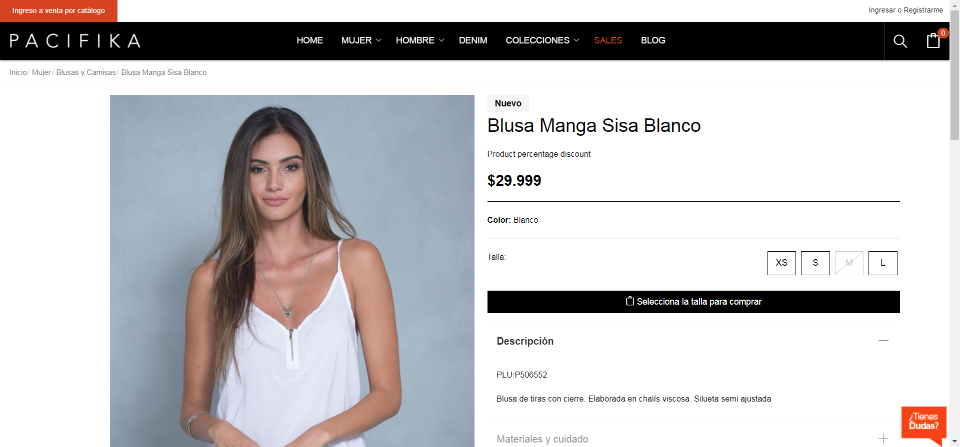 Ingreso a venta por catálogo
Ingresar o Registrarme
PACIFIKA
HOME MUJER HOMBRE DENIM COLECCIONES SALES BLOG
0
Inicio/ Mujer/ Blusas y Camisas/ Blusa Manga Sisa Blanco
Nuevo
Blusa Manga Sisa Blanco
Product percentage discount
$29.999
Color: Blanco
Talla:
XS S M L
Selecciona la talla para comprar
Descripción
PLU:P506552
Blusa de tiras con cierre. Elaborada en chalís viscosa. Silueta semi ajustada
¿Tienes
Dudas?
Materiales y cuidado